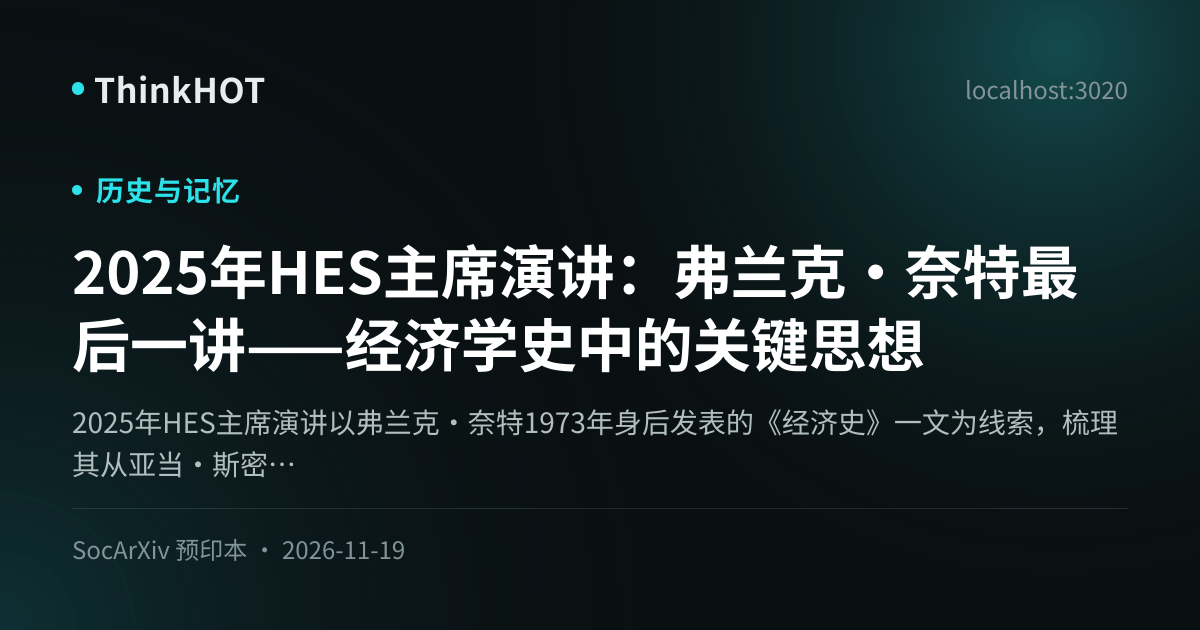 ThinkHOT
localhost:3020
历史与记忆
2025年HES主席演讲：弗兰克·奈特最
后一讲——经济学史中的关键思想
2025年HES主席演讲以弗兰克·奈特1973年身后发表的《经济史》一文为线索，梳理
其从亚当·斯密…
SocArXiv 预印本 · 2026-11-19